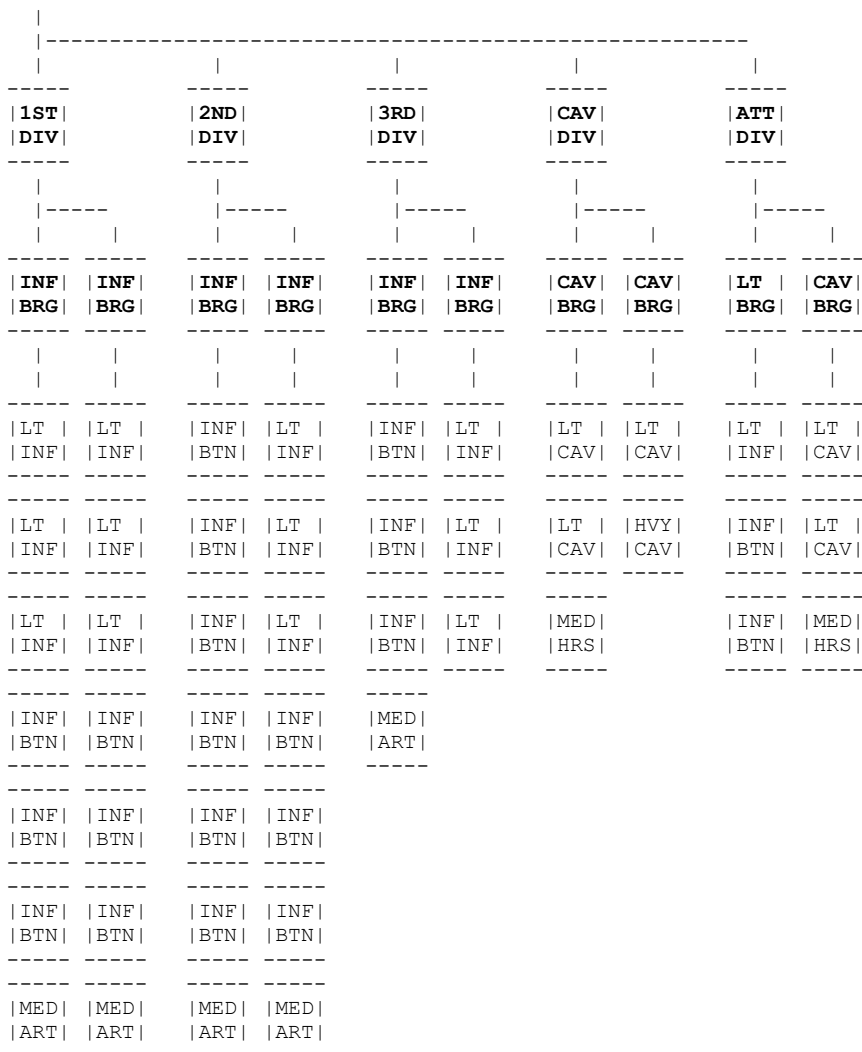 |1ST| |2ND| |3RD| |CAV| |ATT|
|DIV| |DIV| |DIV| |DIV| |DIV|
|INF| |INF| |INF| |INF| |INF| |INF| |CAV| |CAV| |LT | |CAV|
|BRG| |BRG| |BRG| |BRG| |BRG| |BRG| |BRG| |BRG| |BRG| |BRG|
|LT | |LT | |INF| |LT | |INF| |LT | |LT | |LT | |LT | |LT |
|INF| |INF| |BTN| |INF| |BTN| |INF| |CAV| |CAV| |INF| |CAV|
|LT | |LT | |INF| |LT | |INF| |LT | |LT | |HVY| |INF| |LT |
|INF| |INF| |BTN| |INF| |BTN| |INF| |CAV| |CAV| |BTN| |CAV|
|LT | |LT | |INF| |LT | |INF| |LT | |MED| |INF| |MED|
|INF| |INF| |BTN| |INF| |BTN| |INF| |HRS| |BTN| |HRS|
|INF| |INF| |INF| |INF| |MED|
|BTN| |BTN| |BTN| |BTN| |ART|
|INF| |INF| |INF| |INF|
|BTN| |BTN| |BTN| |BTN|
|INF| |INF| |INF| |INF|
|BTN| |BTN| |BTN| |BTN|
|MED| |MED| |MED| |MED|
|ART| |ART| |ART| |ART|